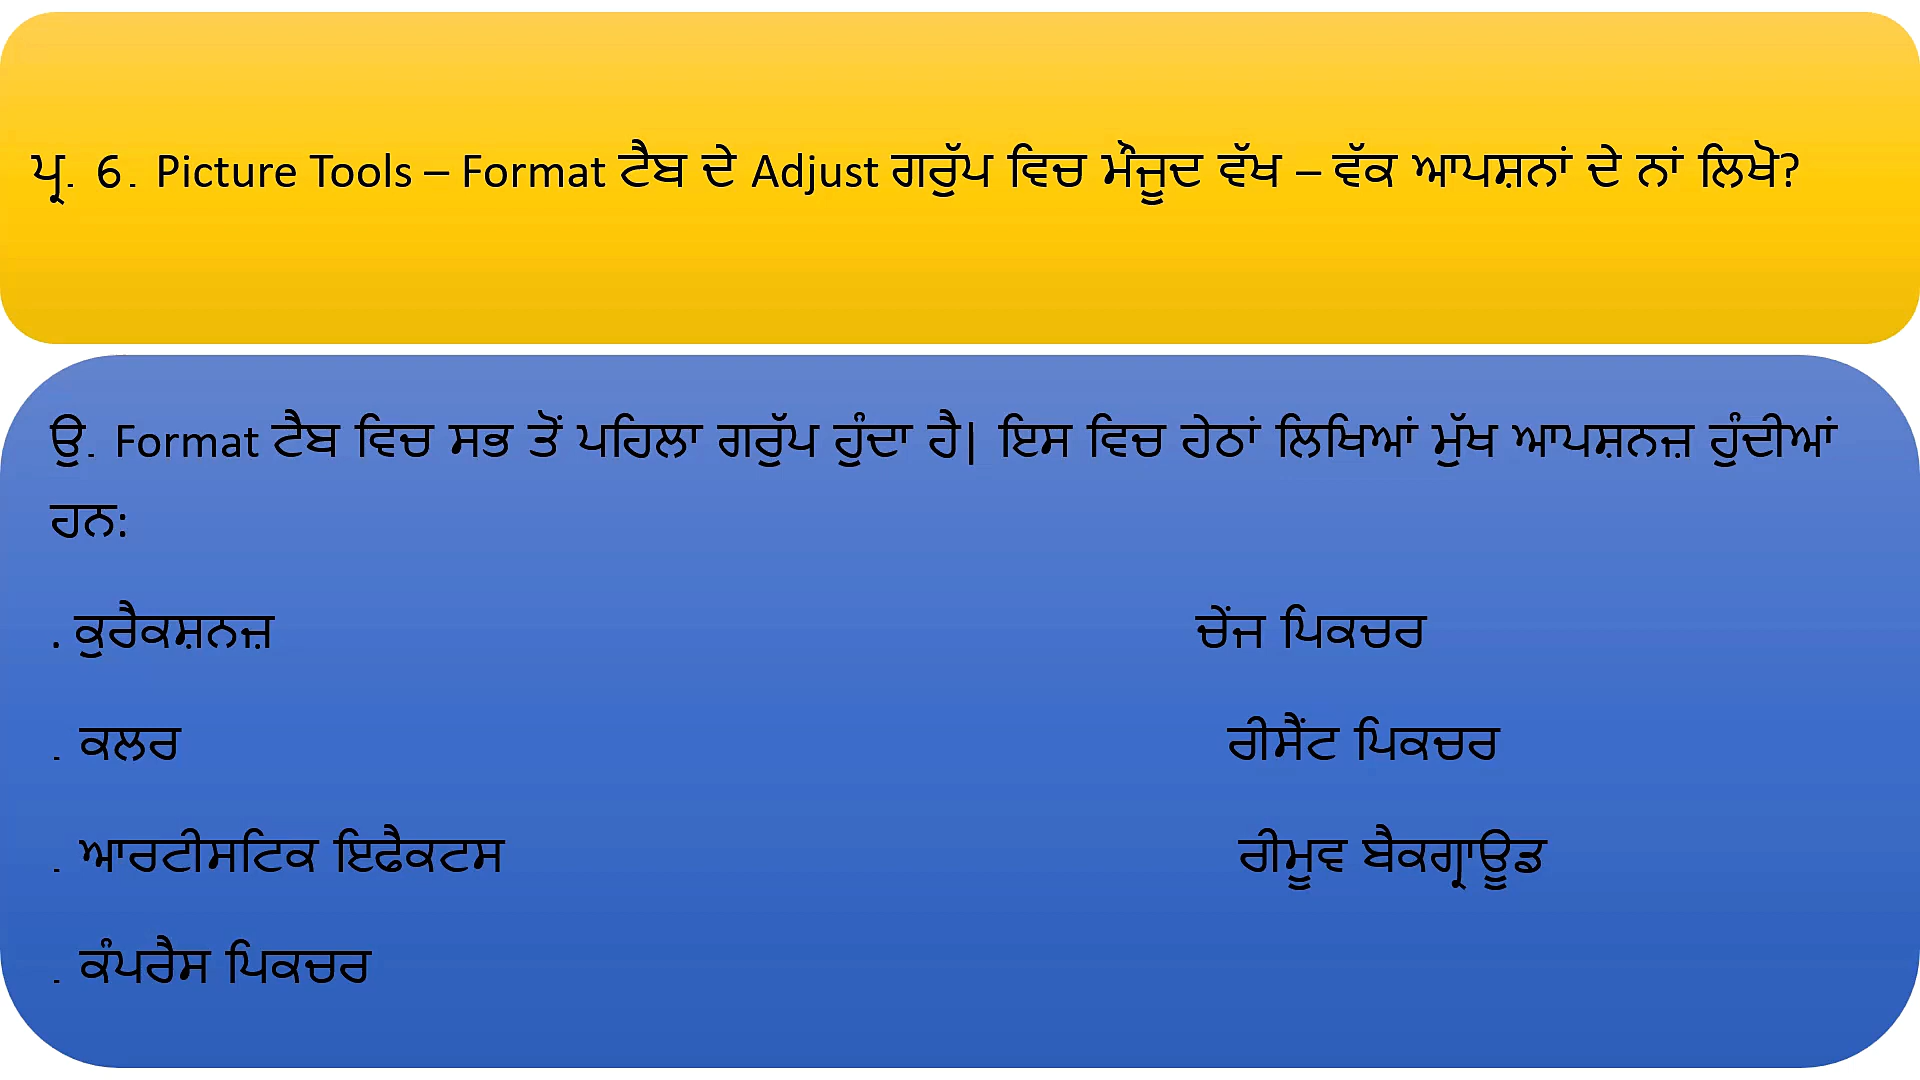 ਪ੍ਰ. 6. Picture Tools – Format ਟੈਬ ਦੇ Adjust ਗਰੁੱਪ ਵਿਚ ਮੌਜੂਦ ਵੱਖ – ਵੱਕ ਆਪਸ਼ਨਾਂ ਦੇ ਨਾਂ ਲਿਖੋ?
ਉ. Format ਟੈਬ ਵਿਚ ਸਭ ਤੋਂ ਪਹਿਲਾ ਗਰੁੱਪ ਹੁੰਦਾ ਹੈ| ਇਸ ਵਿਚ ਹੇਠਾਂ ਲਿਖਿਆਂ ਮੁੱਖ ਆਪਸ਼ਨਜ਼ ਹੁੰਦੀਆਂ
ਹਨ:
. ਕੁਰੈਕਸ਼ਨਜ਼ ਚੇਂਜ ਪਿਕਚਰ
. ਕਲਰ ਰੀਸੈਂਟ ਪਿਕਚਰ
. ਆਰਟੀਸਟਿਕ ਇਫੈਕਟਸ ਰੀਮੂਵ ਬੈਕਗ੍ਰਾਊਡ
. ਕੰਪਰੈਸ ਪਿਕਚਰ